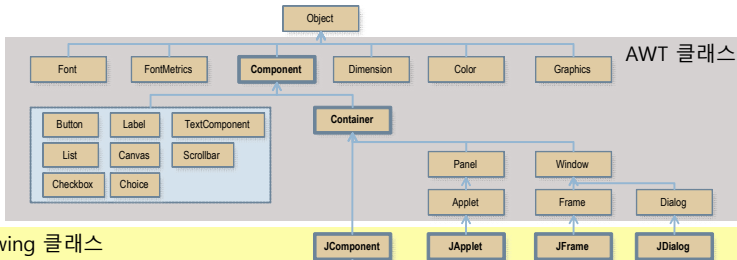 Object
AWT 클래스
Font
FontMetrics
Component
Dimension
Color
Graphics
Button
Label
TextComponent
Container
List
Canvas
Scrollbar
Panel
Window
Checkbox
Choice
Applet
Frame
Dialog
wing 클래스
JComponent
JApplet
JFrame
JDialog